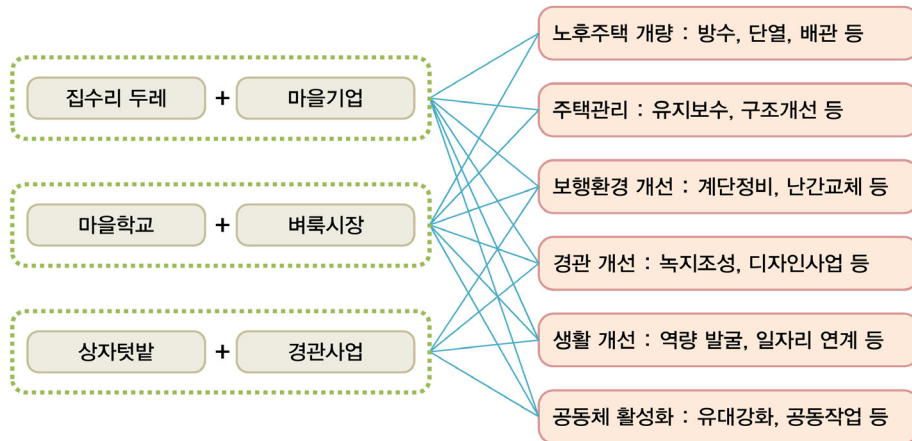 집수리 두레 + 마을기업
마을학교 + 벼룩시장
상자텃밭 + 경관사업
노후주택 개량 : 방수, 단열, 배관 등
주택관리 : 유지보수, 구조개선 등
보행환경 개선 : 계단정비, 난간교체 등
경관 개선 : 녹지조성, 디자인사업 등
생활 개선 : 역량 발굴, 일자리 연계 등
공동체 활성화 : 유대강화, 공동작업 등